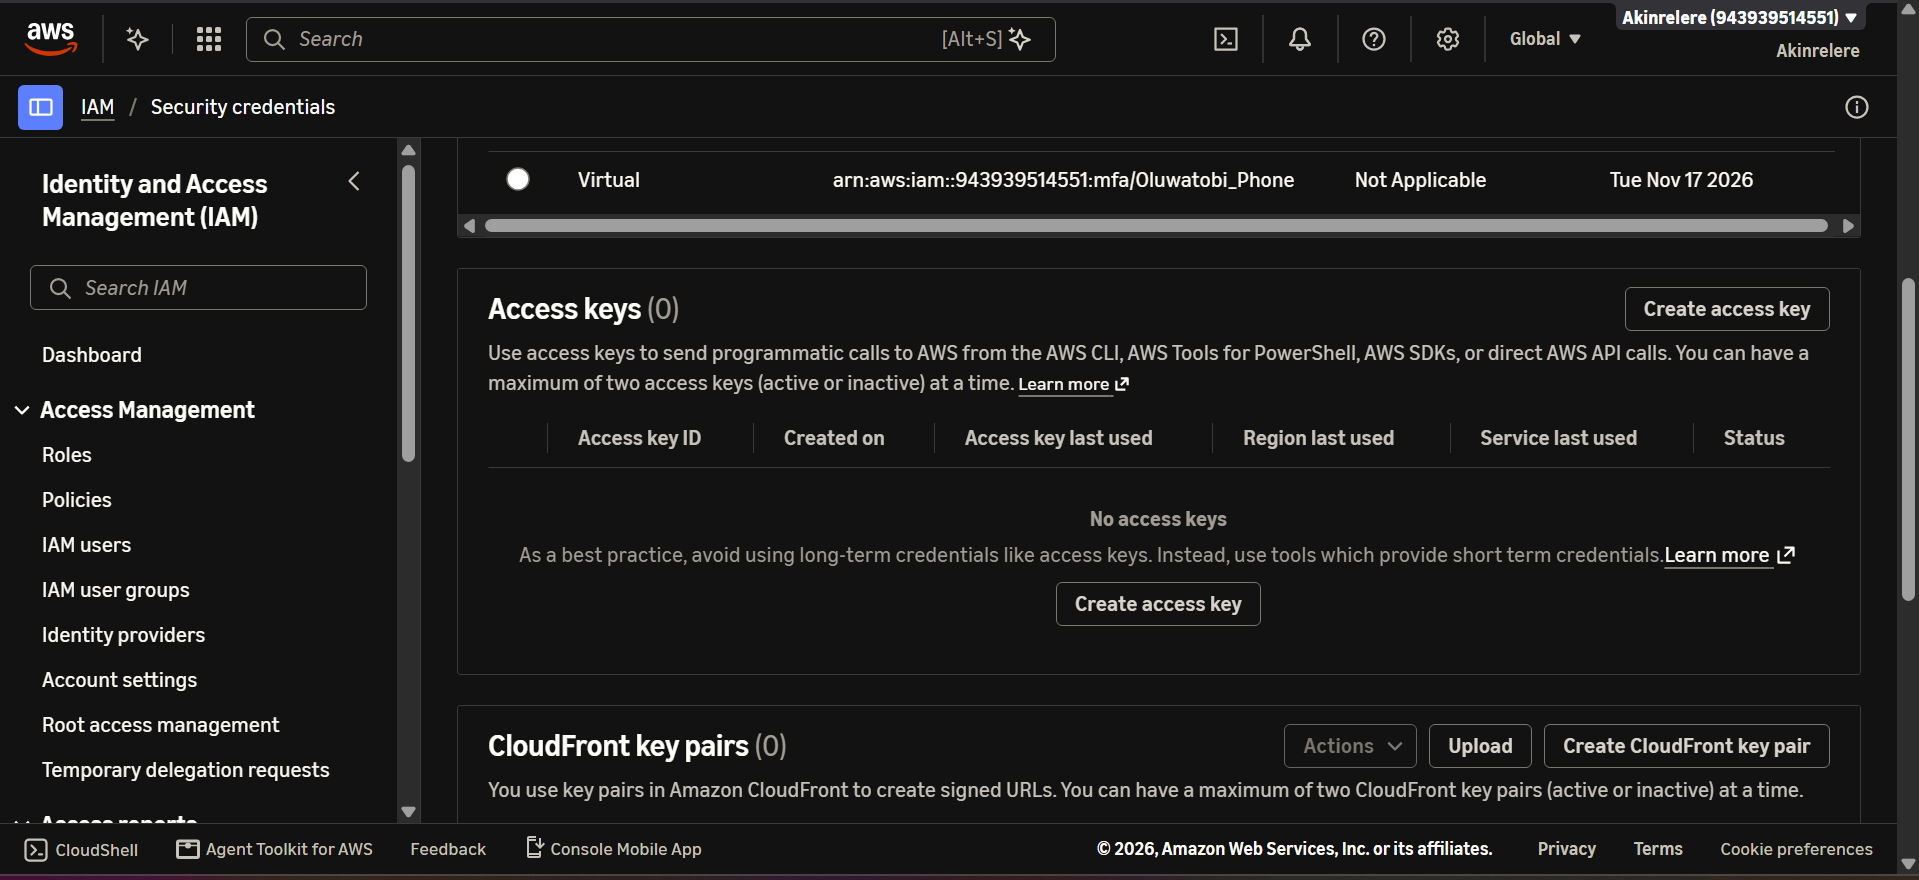 aws
Search
[Alt+S]
Global
Akinrelere (943939514551)
Akinrelere
IAM / Security credentials
Identity and Access
Management (IAM)
Search IAM
Dashboard
Access Management
Roles
Policies
IAM users
IAM user groups
Identity providers
Account settings
Root access management
Temporary delegation requests
Access reports
Virtual arn:aws:iam::943939514551:mfa/Oluwatobi_Phone Not Applicable Tue Nov 17 2026
Access keys (0)
Create access key
Use access keys to send programmatic calls to AWS from the AWS CLI, AWS Tools for PowerShell, AWS SDKs, or direct AWS API calls. You can have a
maximum of two access keys (active or inactive) at a time. Learn more
Access key ID Created on Access key last used Region last used Service last used Status
No access keys
As a best practice, avoid using long-term credentials like access keys. Instead, use tools which provide short term credentials. Learn more
Create access key
CloudFront key pairs (0)
Actions Upload Create CloudFront key pair
You use key pairs in Amazon CloudFront to create signed URLs. You can have a maximum of two CloudFront key pairs (active or inactive) at a time.
CloudShell Agent Toolkit for AWS Feedback Console Mobile App © 2026, Amazon Web Services, Inc. or its affiliates. Privacy Terms Cookie preferences